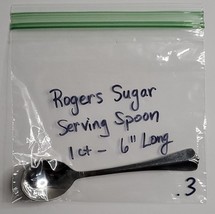 Rogers Sugar
Serving Spoon
1 ct - 6" Long
.3